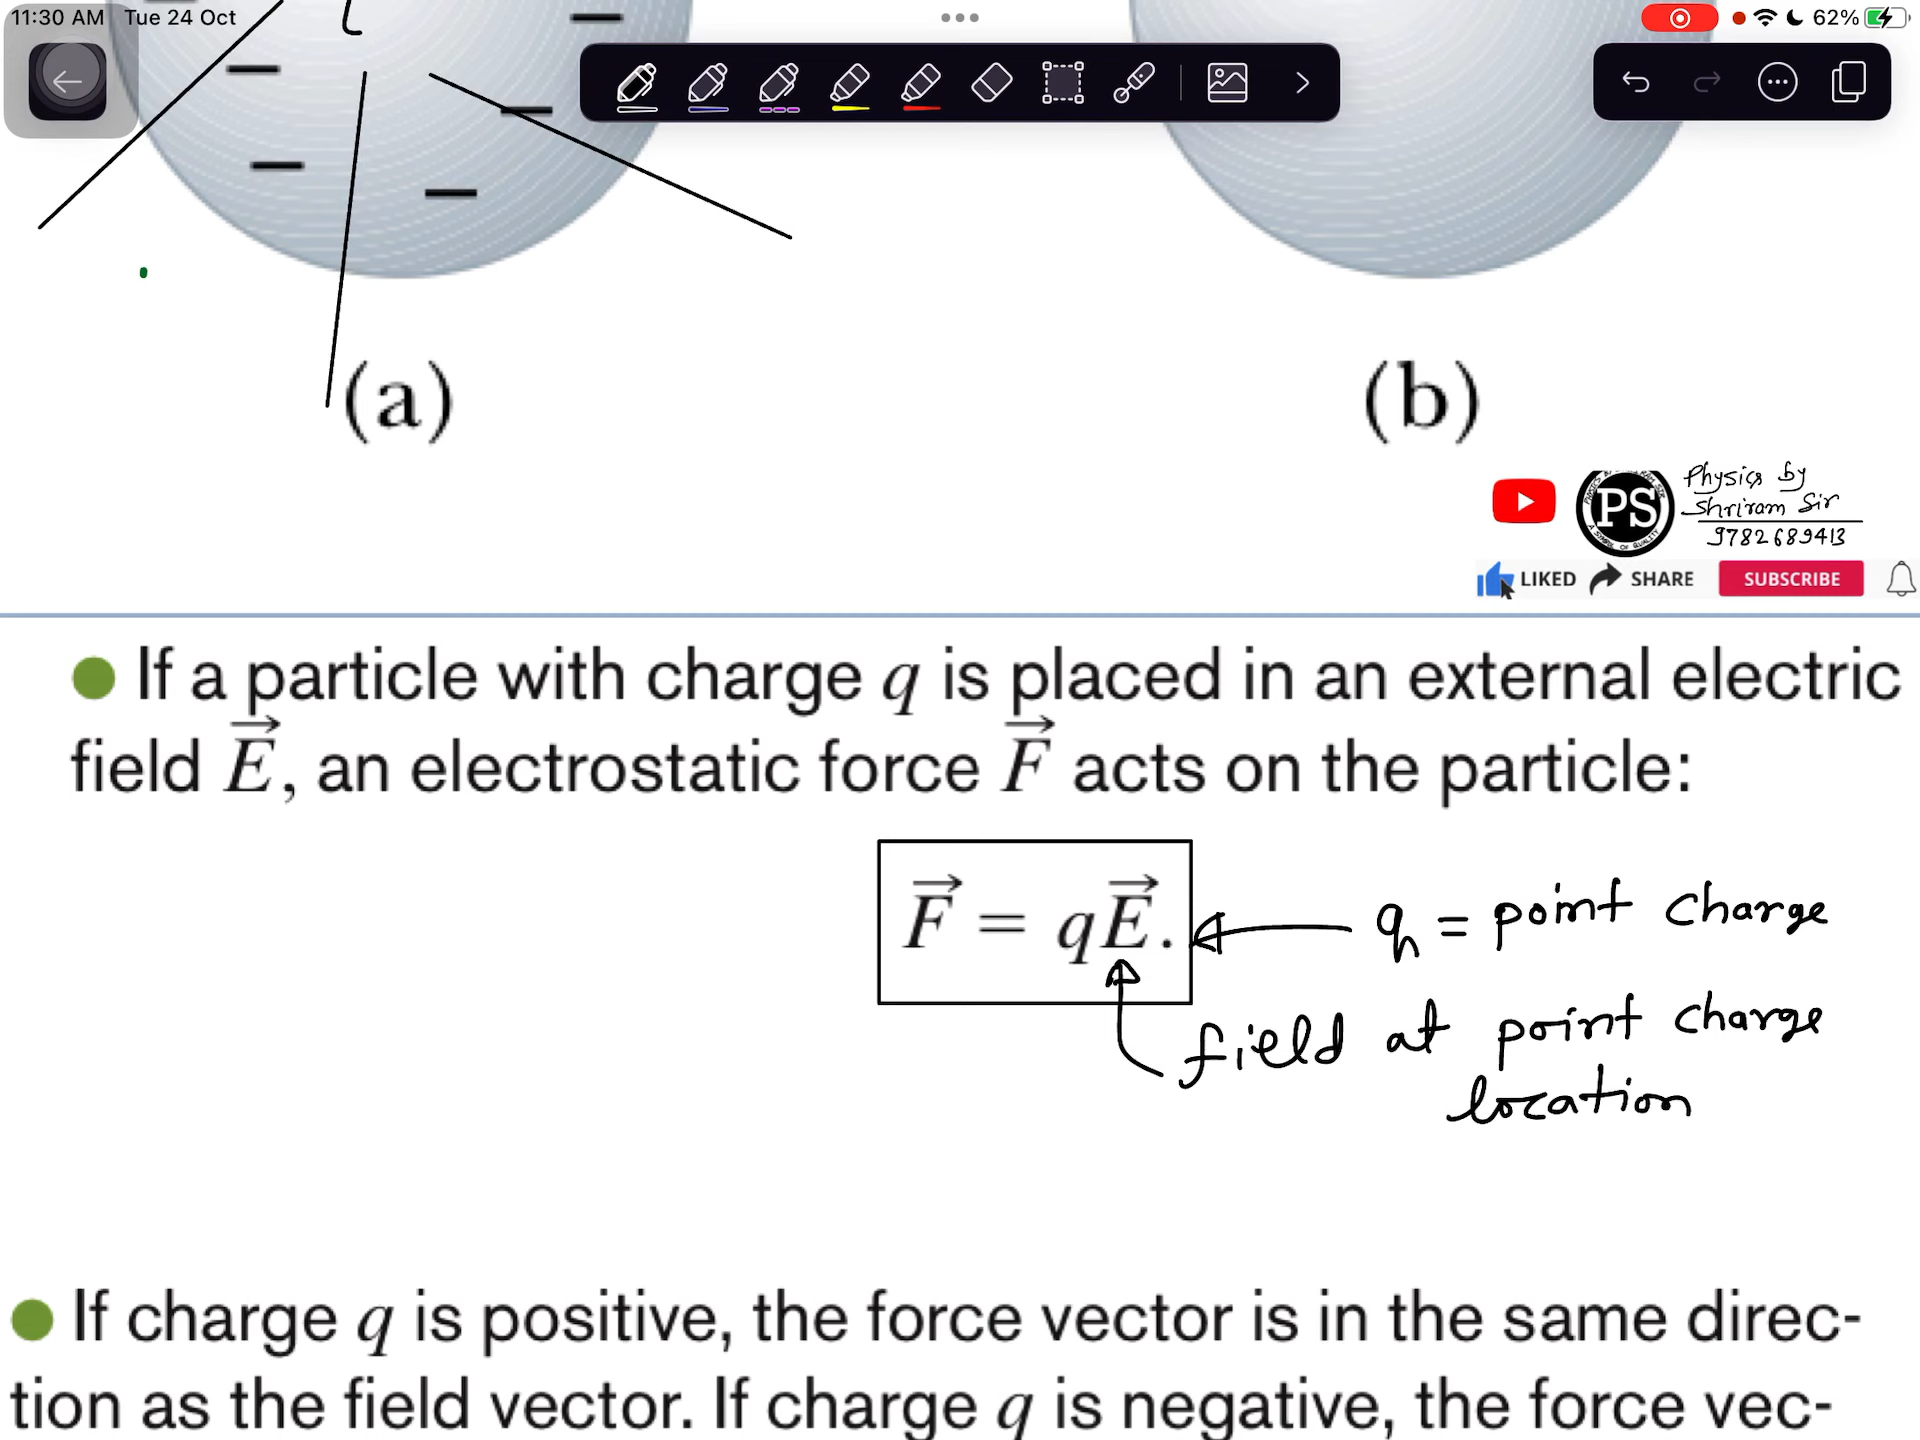 11:30 AM Tue 24 Oct
62%
(a)
(b)
PS
Physics by
Shriram Sir
9782689413
LIKED SHARE SUBSCRIBE
If a particle with charge q is placed in an external electric
field E⃗, an electrostatic force F⃗ acts on the particle:
F⃗ = qE⃗. q = point charge
field at point charge
location
If charge q is positive, the force vector is in the same direc-
tion as the field vector. If charge q is negative, the force vec-